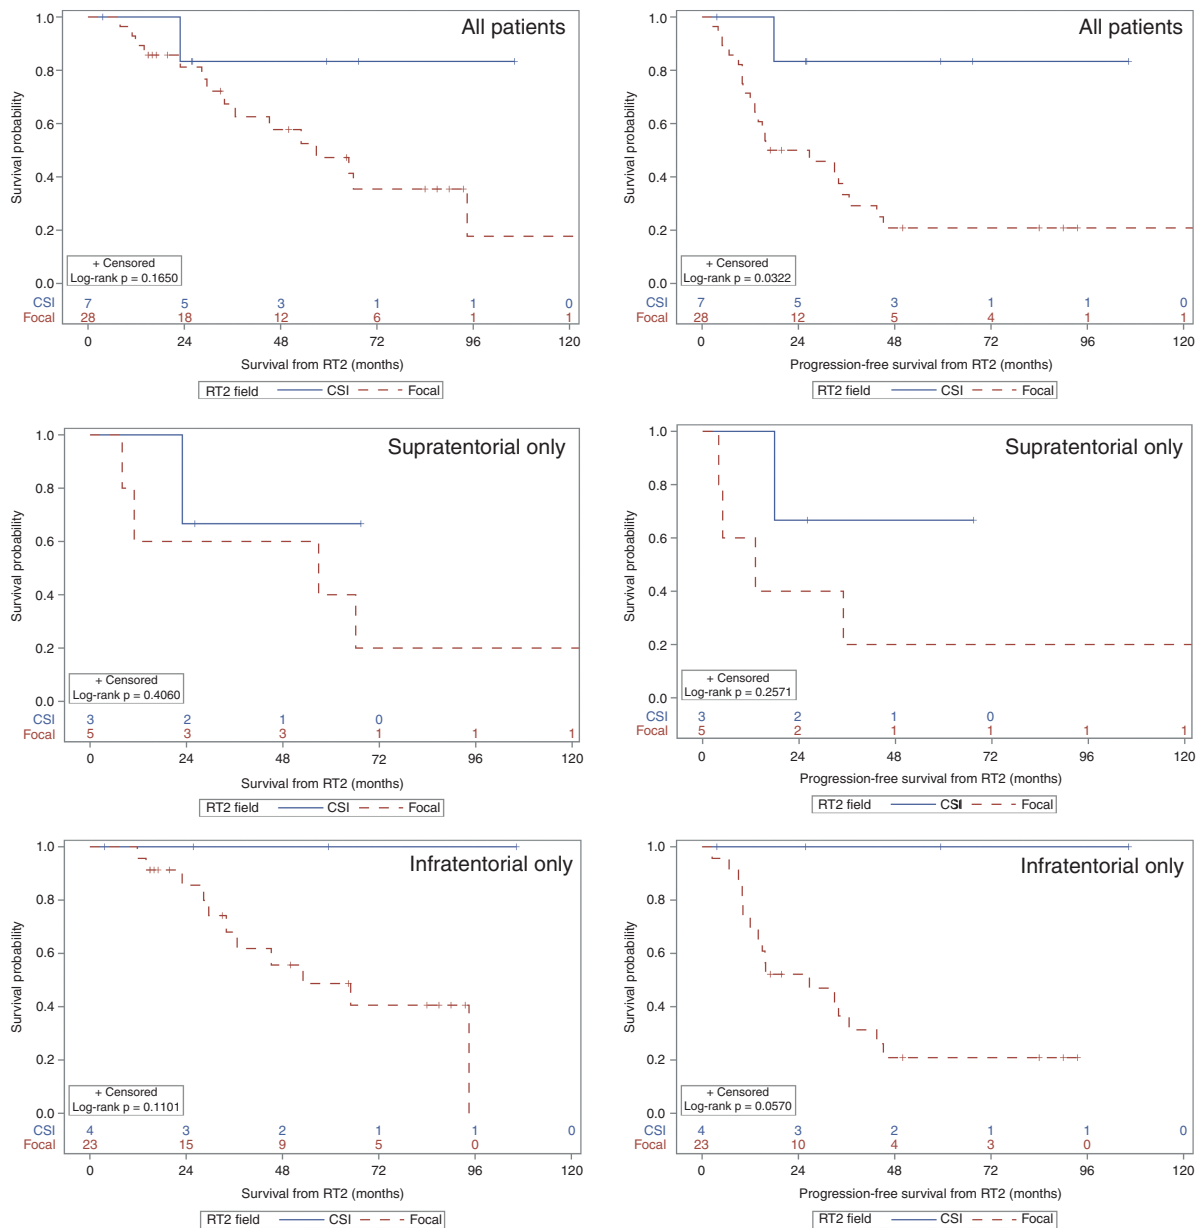 All patients
Survival probability
1.0
0.8
0.6
0.4
0.2
0.0
+ Censored
Log-rank p = 0.1650
CSI 7 5 3 1 1 0
Focal 28 18 12 6 1 1
0 24 48 72 96 120
Survival from RT2 (months)
RT2 field CSI Focal
All patients
Survival probability
1.0
0.8
0.6
0.4
0.2
0.0
+ Censored
Log-rank p = 0.0322
CSI 7 5 3 1 1 0
Focal 28 12 5 4 1 1
0 24 48 72 96 120
Progression-free survival from RT2 (months)
RT2 field CSI Focal
Supratentorial only
Survival probability
1.0
0.8
0.6
0.4
0.2
0.0
+ Censored
Log-rank p = 0.4060
CSI 3 2 1 0
Focal 5 3 3 1 1 1
0 24 48 72 96 120
Survival from RT2 (months)
RT2 field CSI Focal
Supratentorial only
Survival probability
1.0
0.8
0.6
0.4
0.2
0.0
+ Censored
Log-rank p = 0.2571
CSI 3 2 1 0
Focal 5 2 1 1 1 1
0 24 48 72 96 120
Progression-free survival from RT2 (months)
RT2 field CSI Focal
Infratentorial only
Survival probability
1.0
0.8
0.6
0.4
0.2
0.0
+ Censored
Log-rank p = 0.1101
CSI 4 3 2 1 1 0
Focal 23 15 9 5 0
0 24 48 72 96 120
Survival from RT2 (months)
RT2 field CSI Focal
Infratentorial only
Survival probability
1.0
0.8
0.6
0.4
0.2
0.0
+ Censored
Log-rank p = 0.0570
CSI 4 3 2 1 1 0
Focal 23 10 4 3 0
0 24 48 72 96 120
Progression-free survival from RT2 (months)
RT2 field CSI Focal